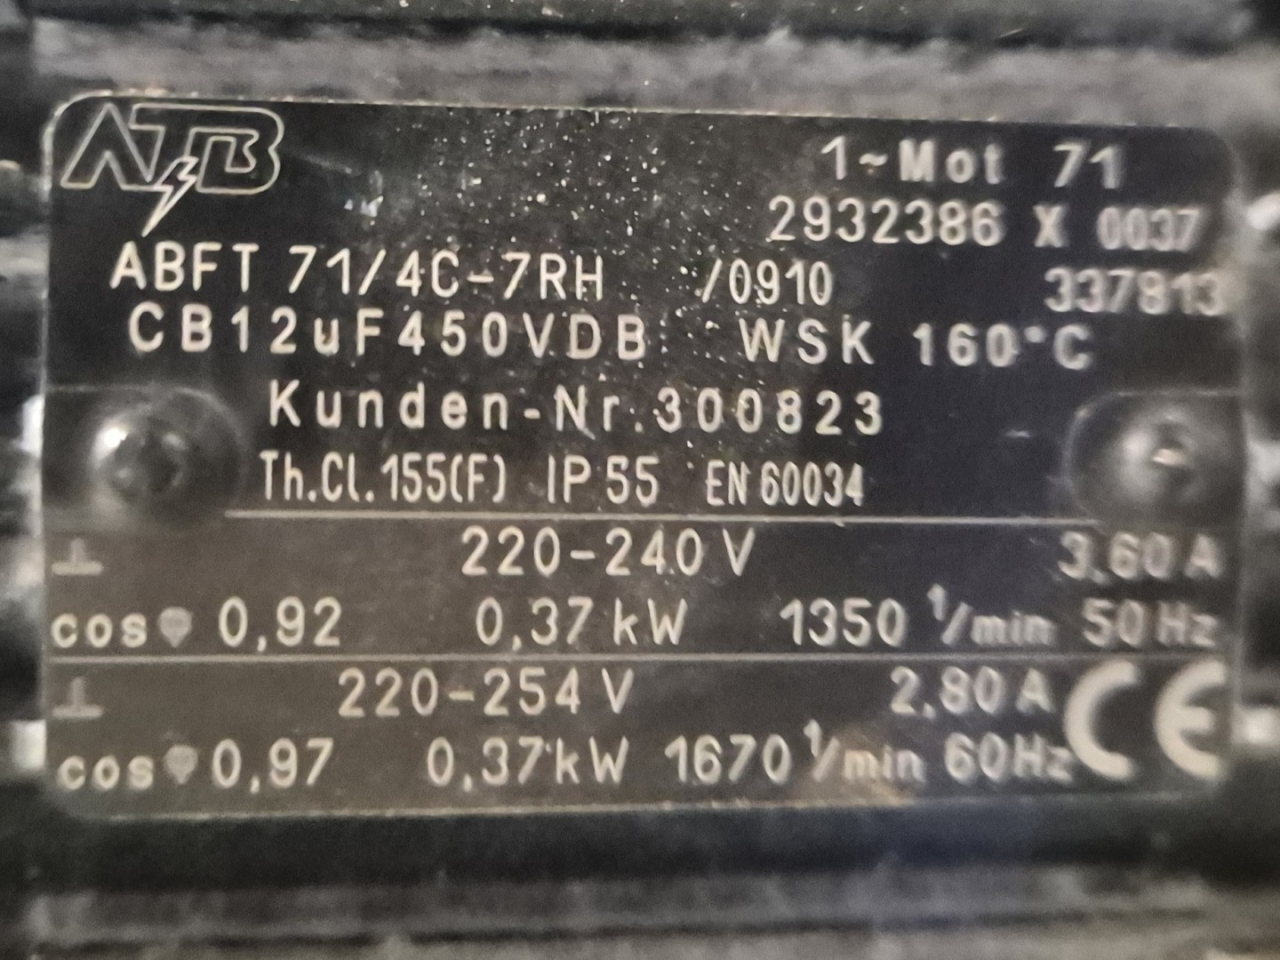 ATB
1~Mot 71
2932386 X 0037
ABFT 71/4C-7RH /0910 337813
CB12uF450VDB WSK 160°C
Kunden-Nr.300823
Th.Cl.155(F) IP 55 EN 60034
⊥ 220-240 V 3,60 A
cos φ 0,92 0,37 kW 1350 1/min 50 Hz
⊥ 220-254 V 2,80 A CE
cos φ 0,97 0,37 kW 1670 1/min 60Hz